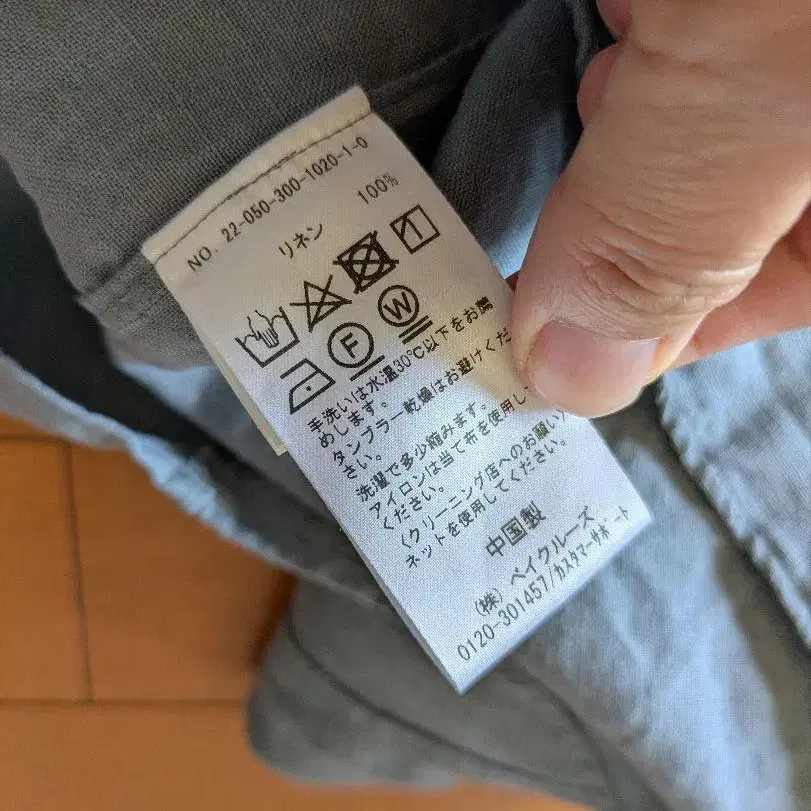 NO. 22-050-300-1020-1-0
リネン 100%
F W
手洗いは水温30℃以下をお薦
めします。
タンブラー乾燥はお避けくだ
さい。
洗濯で多少縮みます。
アイロンは当て布を使用し
ください。
〈クリーニング店へのお願い
ネットを使用してください。
中国製
(株) ベイクルーズ
0120-301457/カスタマーサポート